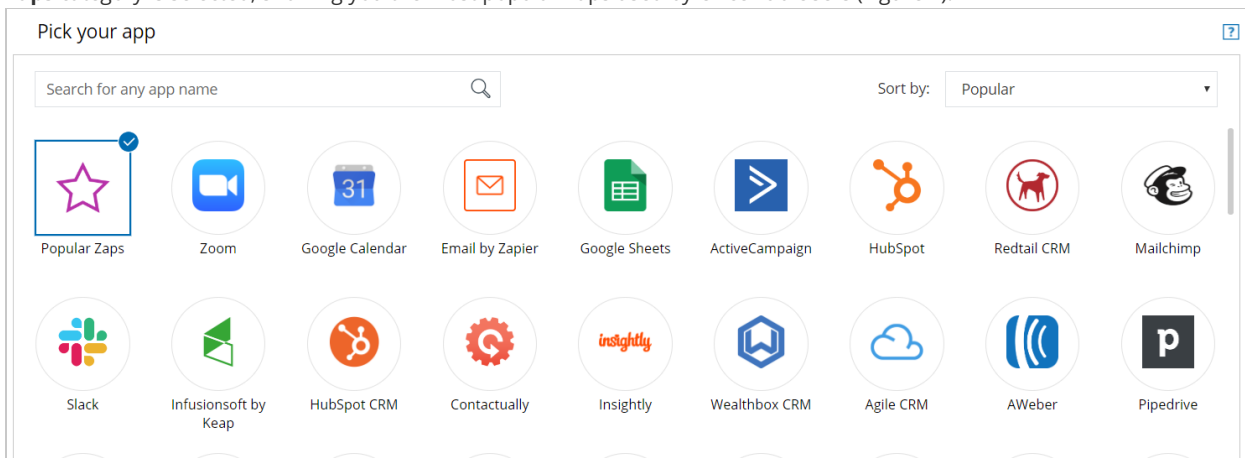 Pick your app
?
Search for any app name
Sort by: Popular
31
Popular Zaps Zoom Google Calendar Email by Zapier Google Sheets ActiveCampaign HubSpot Redtail CRM Mailchimp
insightly
p
Slack Infusionsoft by Keap HubSpot CRM Contactually Insightly Wealthbox CRM Agile CRM AWeber Pipedrive